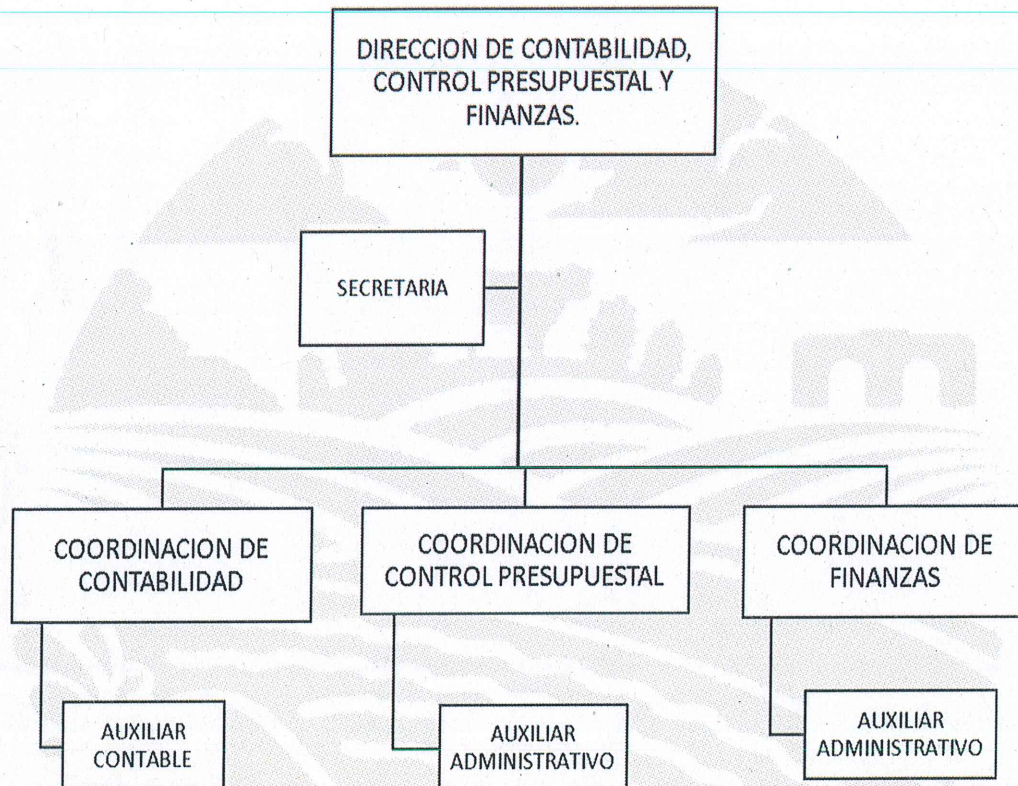 DIRECCION DE CONTABILIDAD,
CONTROL PRESUPUESTAL Y
FINANZAS.
SECRETARIA
COORDINACION DE
CONTABILIDAD
COORDINACION DE
CONTROL PRESUPUESTAL
COORDINACION DE
FINANZAS
AUXILIAR
CONTABLE
AUXILIAR
ADMINISTRATIVO
AUXILIAR
ADMINISTRATIVO